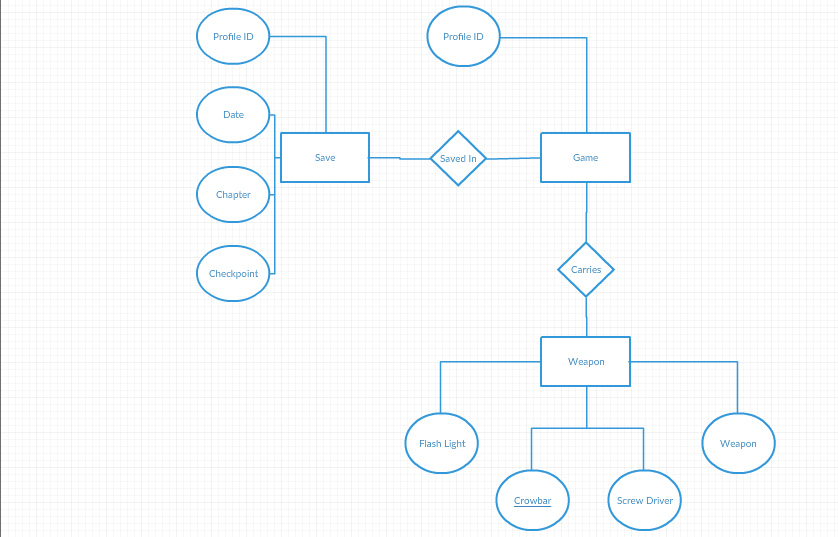 Profile ID
Profile ID
Date
Save
Saved In
Game
Chapter
Checkpoint
Carries
Weapon
Flash Light
Weapon
Crowbar
Screw Driver